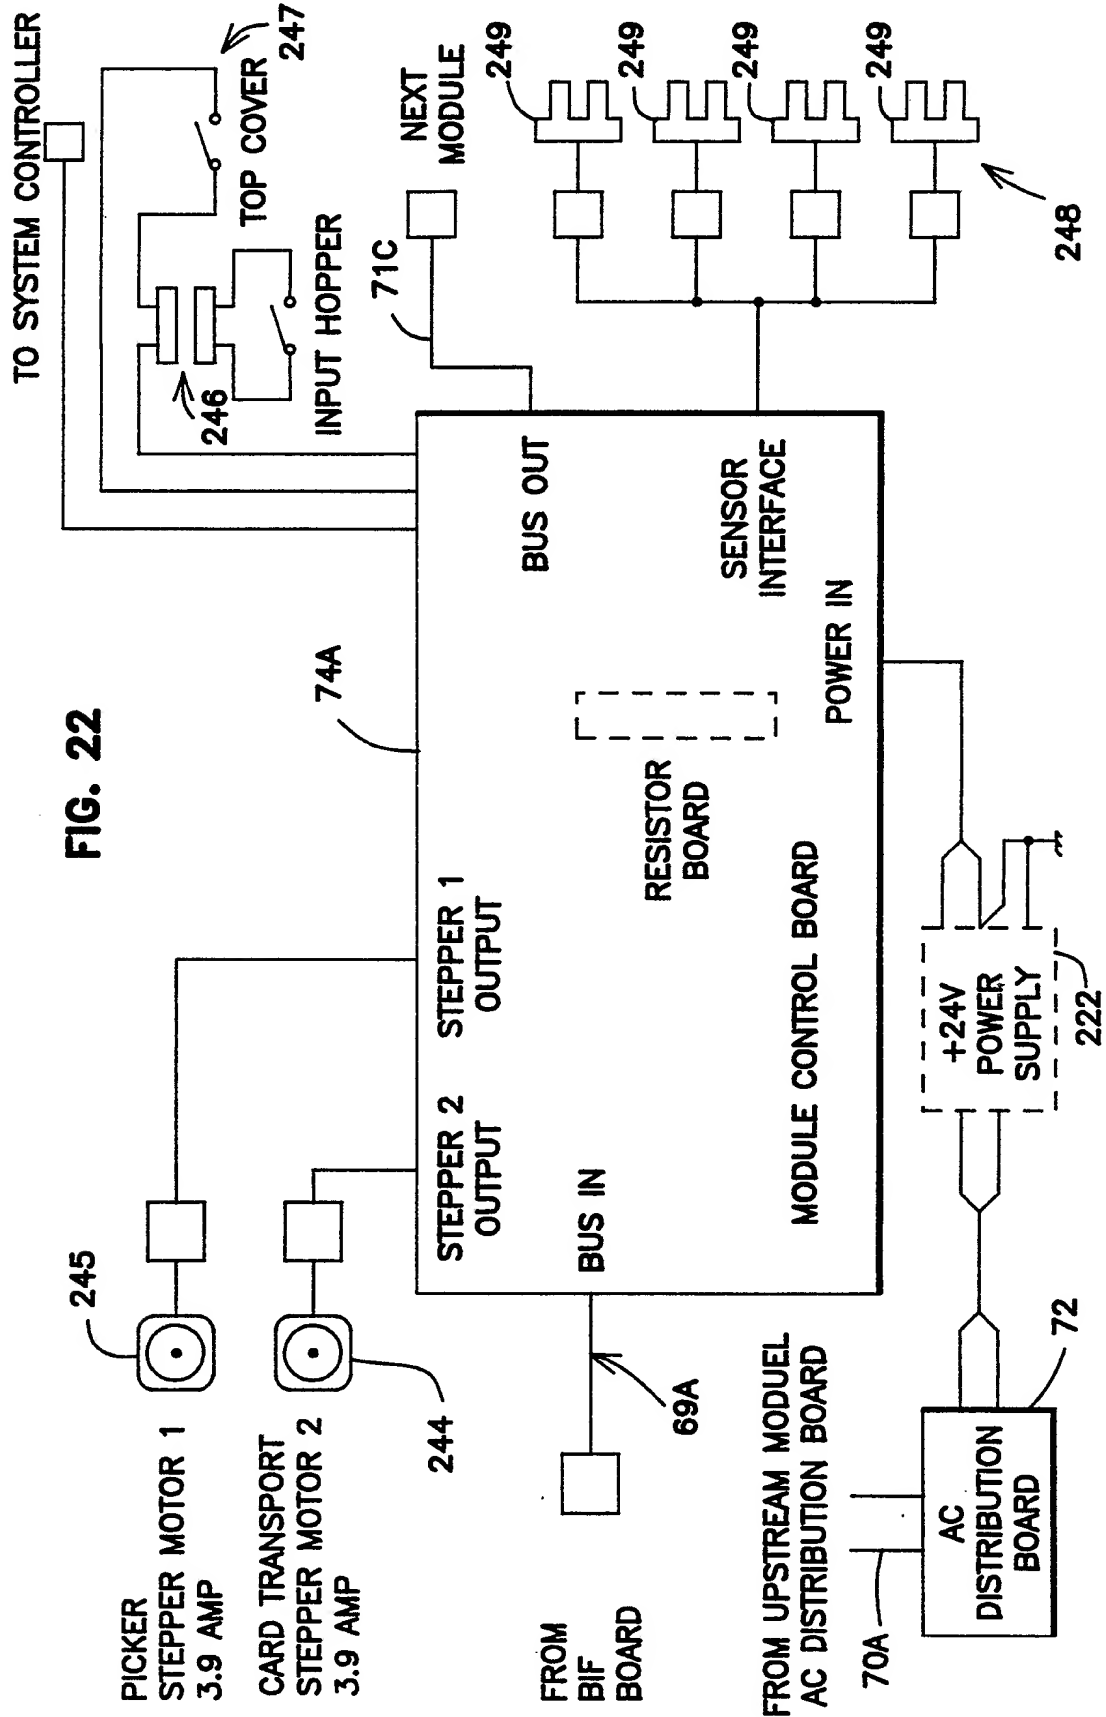 FIG. 22
PICKER
STEPPER MOTOR 1
3.9 AMP
245
CARD TRANSPORT
STEPPER MOTOR 2
3.9 AMP
244
FROM
BIF
BOARD
69A
FROM UPSTREAM MODUEL
AC DISTRIBUTION BOARD
70A
AC
DISTRIBUTION
BOARD
72
+24V
POWER
SUPPLY
222
STEPPER 2
OUTPUT
STEPPER 1
OUTPUT
74A
BUS IN
MODULE CONTROL BOARD
RESISTOR
BOARD
POWER IN
BUS OUT
SENSOR
INTERFACE
TO SYSTEM CONTROLLER
247
TOP COVER
246
INPUT HOPPER
71C
NEXT
MODULE
249
249
249
249
248